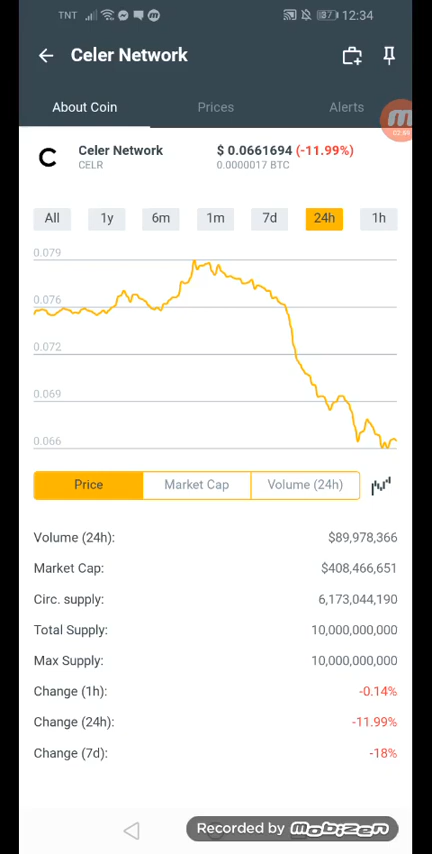 TNT 37 12:34
Celer Network
About Coin Prices Alerts
Celer Network $ 0.0661694 (-11.99%)
CELR 0.0000017 BTC
All 1y 6m 1m 7d 24h 1h
0.079
0.076
0.072
0.069
0.066
Price Market Cap Volume (24h)
Volume (24h): $89,978,366
Market Cap: $408,466,651
Circ. supply: 6,173,044,190
Total Supply: 10,000,000,000
Max Supply: 10,000,000,000
Change (1h): -0.14%
Change (24h): -11.99%
Change (7d): -18%
Recorded by mobizen